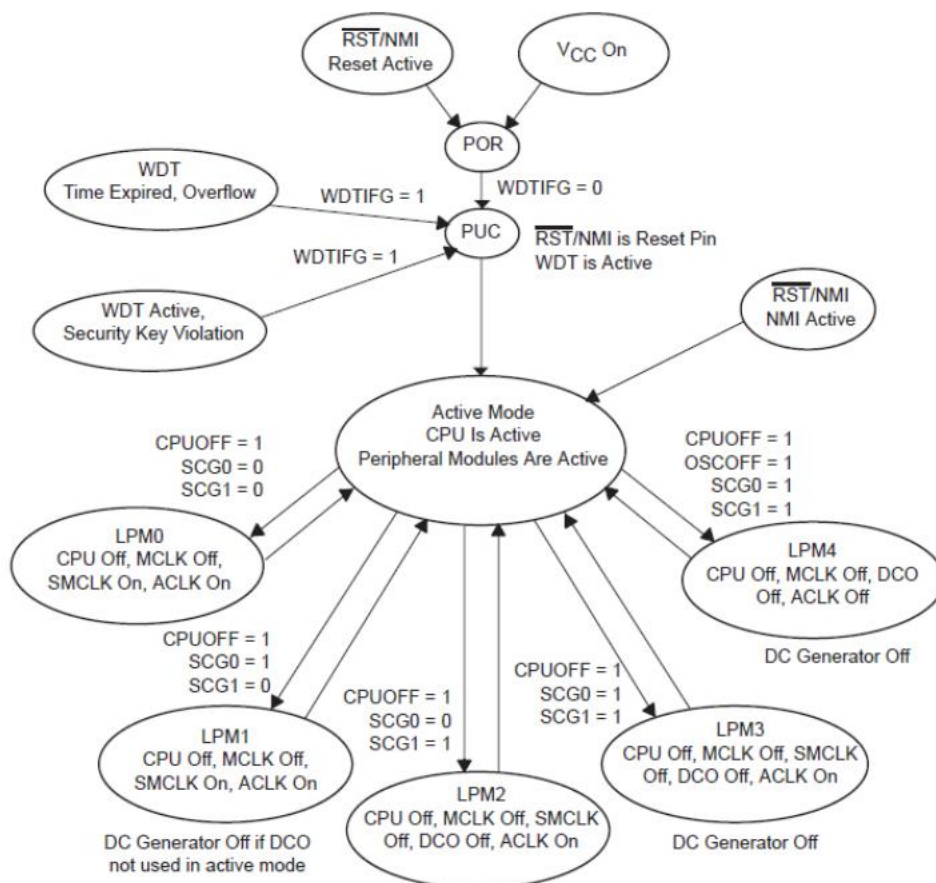 RST/NMI
Reset Active
VCC On
POR
WDT
Time Expired, Overflow
WDTIFG = 1
WDTIFG = 0
PUC
RST/NMI is Reset Pin
WDT is Active
WDTIFG = 1
WDT Active,
Security Key Violation
RST/NMI
NMI Active
Active Mode
CPU Is Active
Peripheral Modules Are Active
CPUOFF = 1
SCG0 = 0
SCG1 = 0
CPUOFF = 1
OSCOFF = 1
SCG0 = 1
SCG1 = 1
LPM0
CPU Off, MCLK Off,
SMCLK On, ACLK On
LPM4
CPU Off, MCLK Off, DCO
Off, ACLK Off
DC Generator Off
CPUOFF = 1
SCG0 = 1
SCG1 = 0
CPUOFF = 1
SCG0 = 0
SCG1 = 1
CPUOFF = 1
SCG0 = 1
SCG1 = 1
LPM1
CPU Off, MCLK Off,
SMCLK On, ACLK On
DC Generator Off if DCO
not used in active mode
LPM2
CPU Off, MCLK Off, SMCLK
Off, DCO Off, ACLK On
LPM3
CPU Off, MCLK Off, SMCLK
Off, DCO Off, ACLK On
DC Generator Off